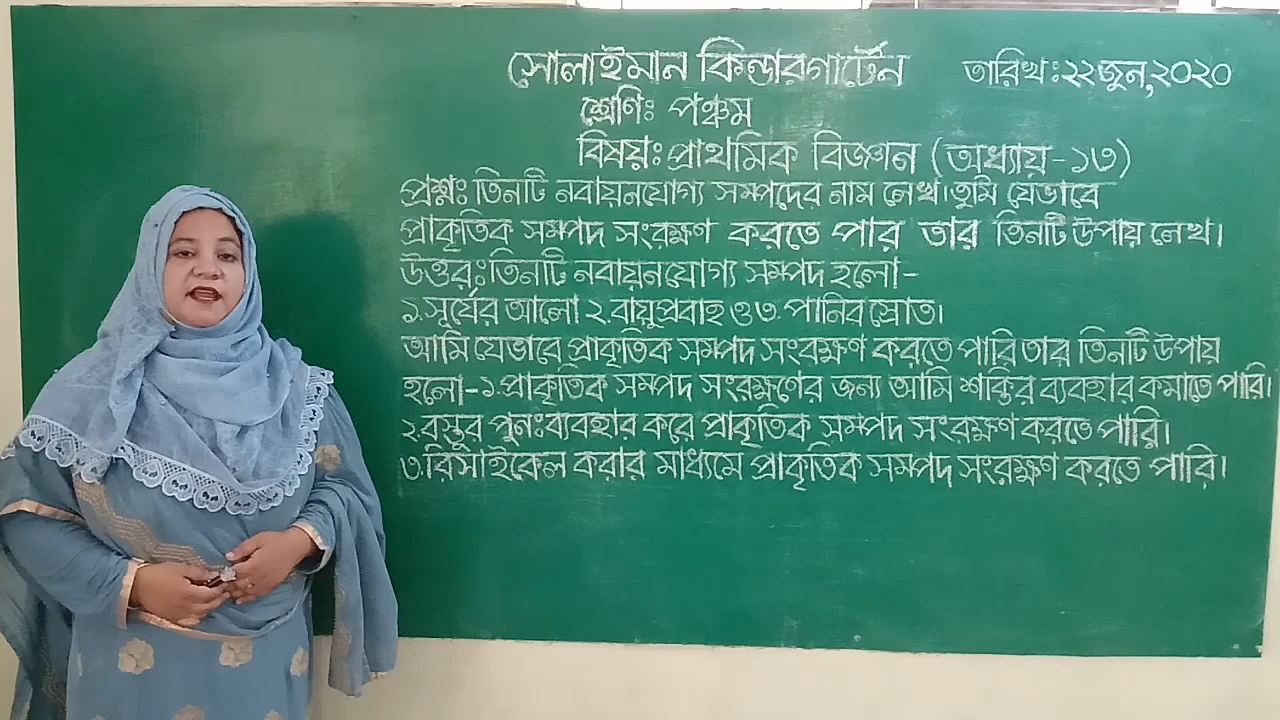 সোলাইমান কিন্ডারগার্টেন তারিখঃ২২জুন,২০২০
শ্রেণিঃ পঞ্চম
বিষয়ঃ প্রাথমিক বিজ্ঞান (অধ্যায়-১৩)
প্রশ্নঃ তিনটি নবায়নযোগ্য সম্পদের নাম লেখ। তুমি যেভাবে
প্রাকৃতিক সম্পদ সংরক্ষণ করতে পার তার তিনটি উপায় লেখ।
উত্তরঃ তিনটি নবায়নযোগ্য সম্পদ হলো-
১.সূর্যের আলো ২.বায়ুপ্রবাহ ও ৩.পানির স্রোত।
আমি যেভাবে প্রাকৃতিক সম্পদ সংরক্ষণ করতে পারি তার তিনটি উপায়
হলো-১.প্রাকৃতিক সম্পদ সংরক্ষণের জন্য আমি শক্তির ব্যবহার কমাতে পারি।
২.বস্তুর পুনঃব্যবহার করে প্রাকৃতিক সম্পদ সংরক্ষণ করতে পারি।
৩.রিসাইকেল করার মাধ্যমে প্রাকৃতিক সম্পদ সংরক্ষণ করতে পারি।